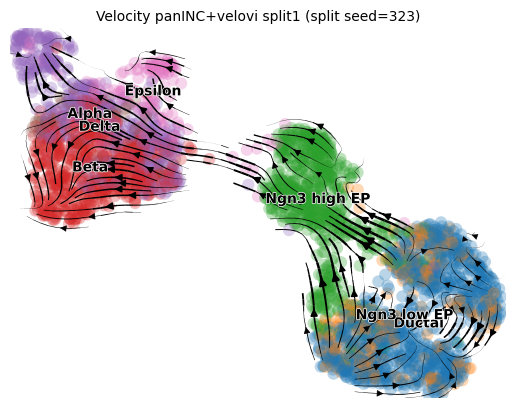 Velocity panINC+velovi split1 (split seed=323)
Epsilon
Alpha
Delta
Beta
Ngn3 high EP
Ngn3 low EP
Ductal